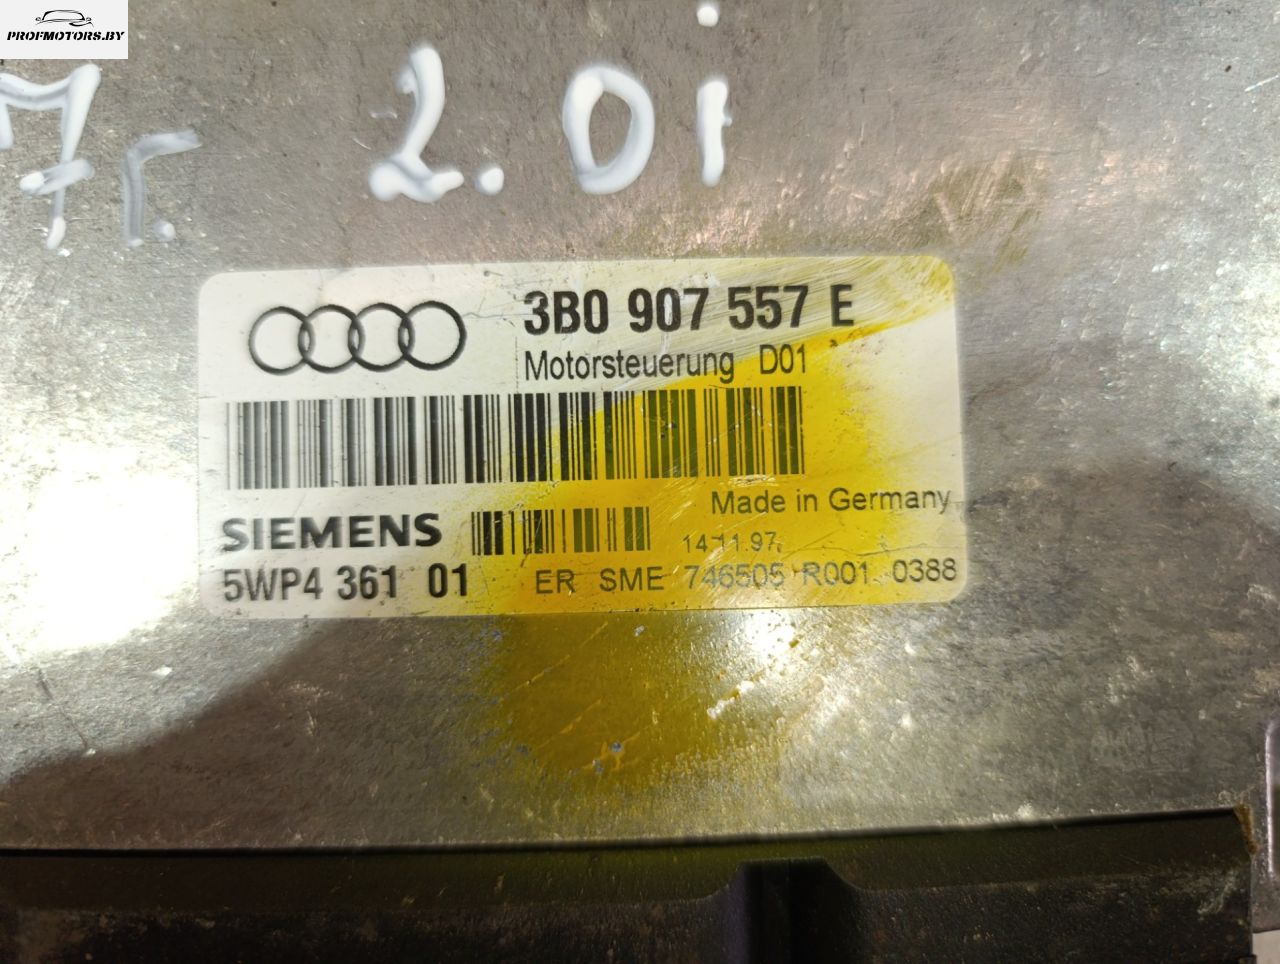 PROFMOTORS.BY
7г. 2.0i
3B0 907 557 E
Motorsteuerung D01
Made in Germany
SIEMENS
14.11.97
5WP4 361 01 ER SME 746505 R001 0388